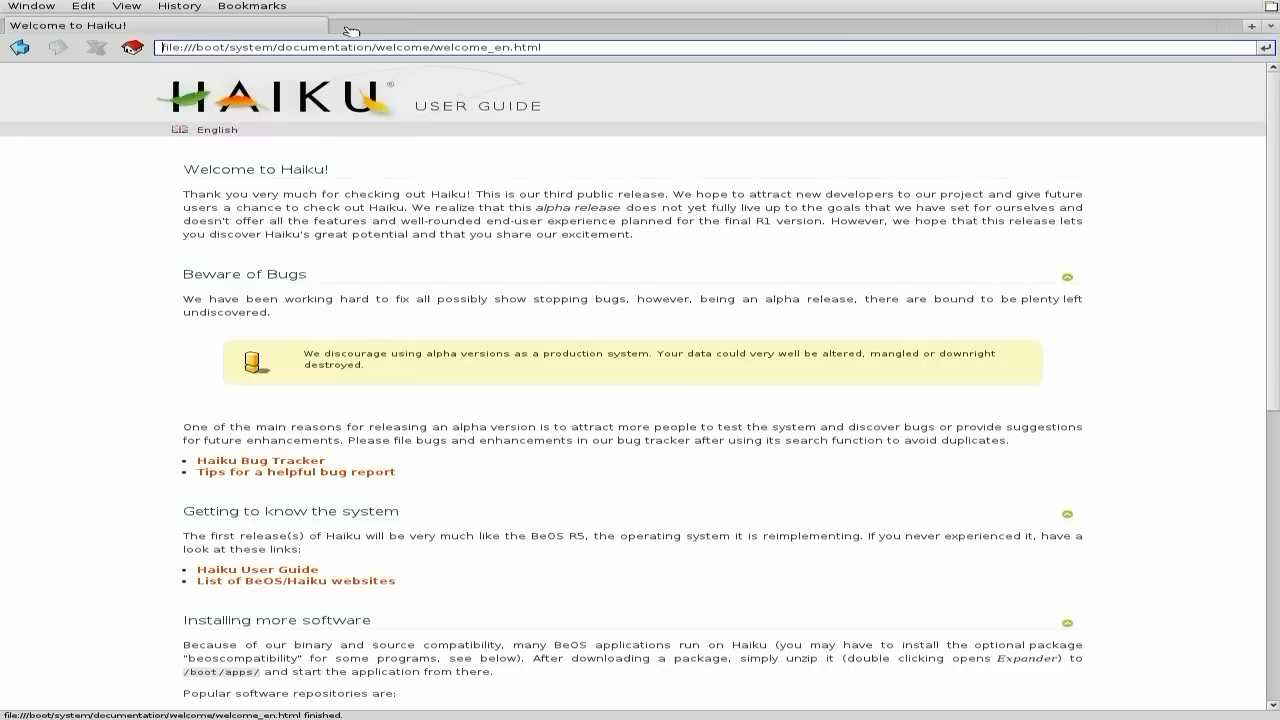 Window Edit View History Bookmarks
Welcome to Haiku!
file:///boot/system/documentation/welcome/welcome_en.html
HAIKU® USER GUIDE
English
Welcome to Haiku!
Thank you very much for checking out Haiku! This is our third public release. We hope to attract new developers to our project and give future
users a chance to check out Haiku. We realize that this alpha release does not yet fully live up to the goals that we have set for ourselves and
doesn't offer all the features and well-rounded end-user experience planned for the final R1 version. However, we hope that this release lets
you discover Haiku's great potential and that you share our excitement.
Beware of Bugs
We have been working hard to fix all possibly show stopping bugs, however, being an alpha release, there are bound to be plenty left
undiscovered.
We discourage using alpha versions as a production system. Your data could very well be altered, mangled or downright
destroyed.
One of the main reasons for releasing an alpha version is to attract more people to test the system and discover bugs or provide suggestions
for future enhancements. Please file bugs and enhancements in our bug tracker after using its search function to avoid duplicates.
Haiku Bug Tracker
Tips for a helpful bug report
Getting to know the system
The first release(s) of Haiku will be very much like the BeOS R5, the operating system it is reimplementing. If you never experienced it, have a
look at these links:
Haiku User Guide
List of BeOS/Haiku websites
Installing more software
Because of our binary and source compatibility, many BeOS applications run on Haiku (you may have to install the optional package
"beoscompatibility" for some programs, see below). After downloading a package, simply unzip it (double clicking opens Expander) to
/boot/apps/ and start the application from there.
Popular software repositories are:
file:///boot/system/documentation/welcome/welcome_en.html finished.